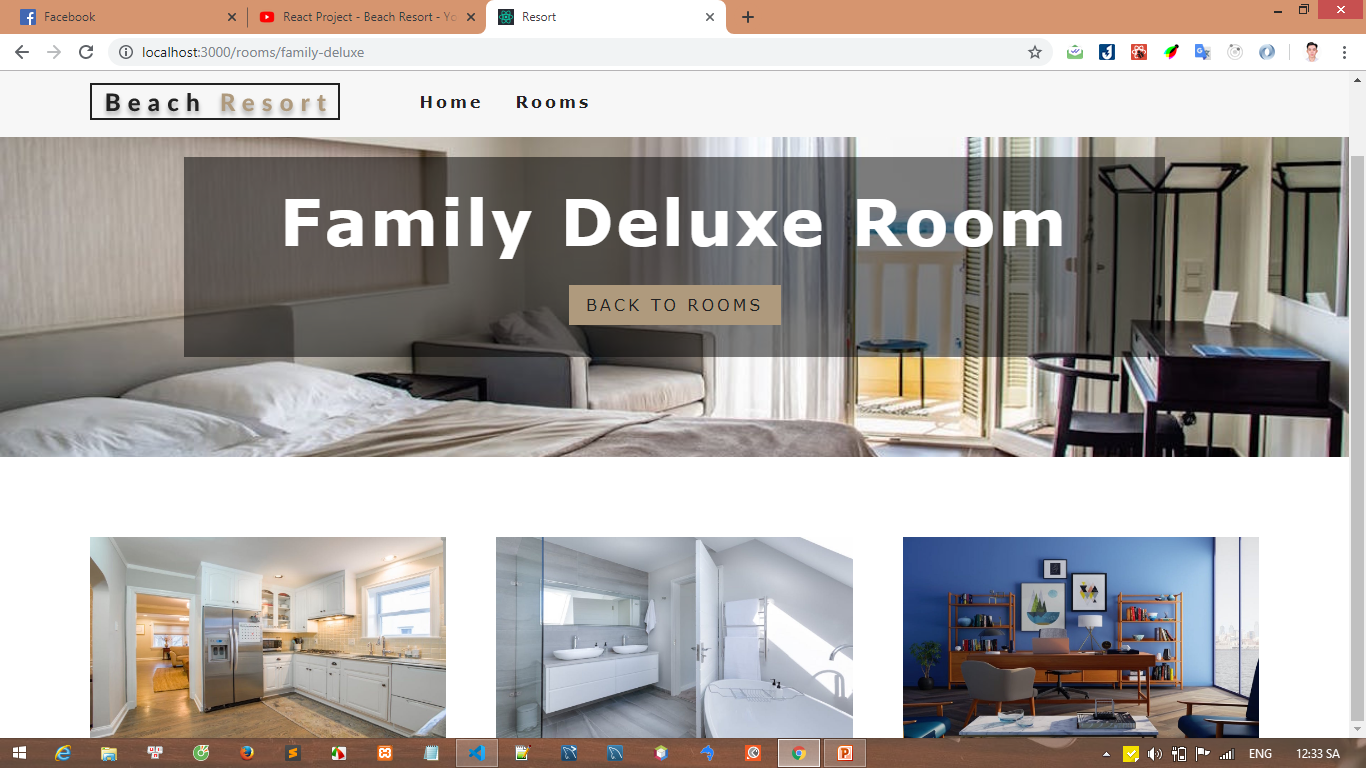 Facebook
React Project - Beach Resort - Yo
Resort
localhost:3000/rooms/family-deluxe
Beach Resort
Home
Rooms
Family Deluxe Room
BACK TO ROOMS
ENG
12:33 SA